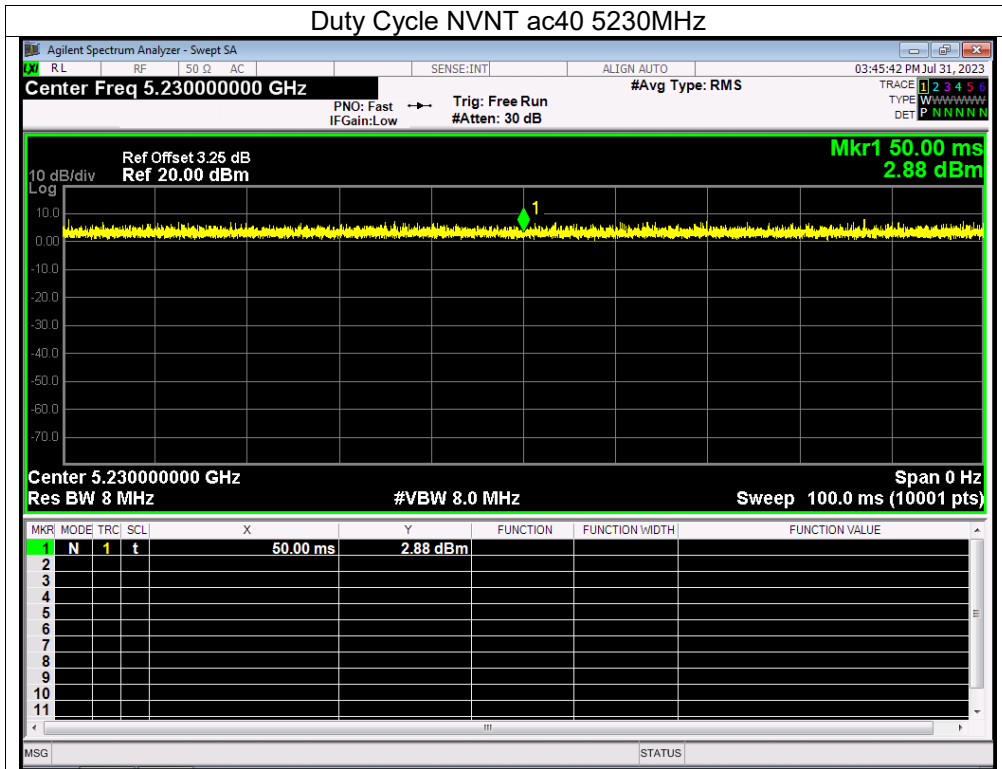 Duty Cycle NVNT ac40 5230MHz
Agilent Spectrum Analyzer - Swept SA
LXI RL RF 50 Ω AC SENSE:INT ALIGN AUTO 03:45:42 PM Jul 31, 2023
Center Freq 5.230000000 GHz #Avg Type: RMS TRACE 1 2 3 4 5 6
PNO: Fast Trig: Free Run TYPE WWWWWW
IFGain:Low #Atten: 30 dB DET P N N N N N
Mkr1 50.00 ms
Ref Offset 3.25 dB
10 dB/div Ref 20.00 dBm 2.88 dBm
Log
10.0
1
0.00
-10.0
-20.0
-30.0
-40.0
-50.0
-60.0
-70.0
Center 5.230000000 GHz Span 0 Hz
Res BW 8 MHz #VBW 8.0 MHz Sweep 100.0 ms (10001 pts)
MKR MODE TRC SCL X Y FUNCTION FUNCTION WIDTH FUNCTION VALUE
1 N 1 t 50.00 ms 2.88 dBm
2
3
4
5
6
7
8
9
10
11
MSG STATUS